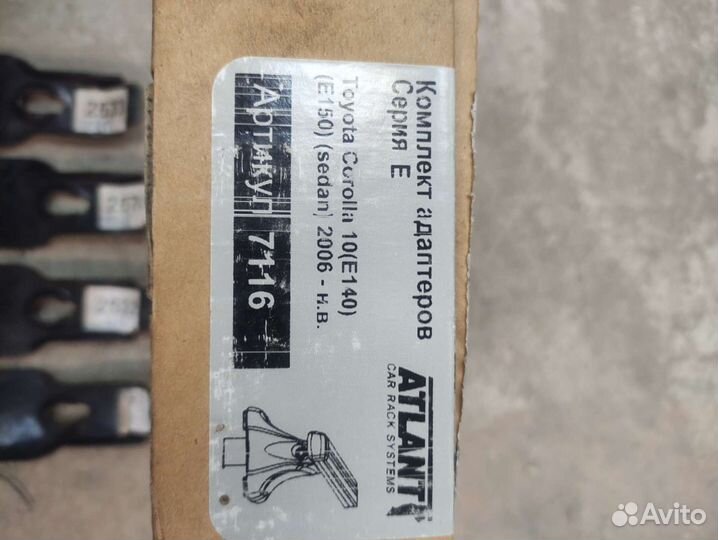 Комплект адаптеров
Серия Е
Toyota Corolla 10(E140)
(E150) (sedan) 2006 - н.в.
Артикул 7116
ATLANT
CAR RACK SYSTEMS
Avito